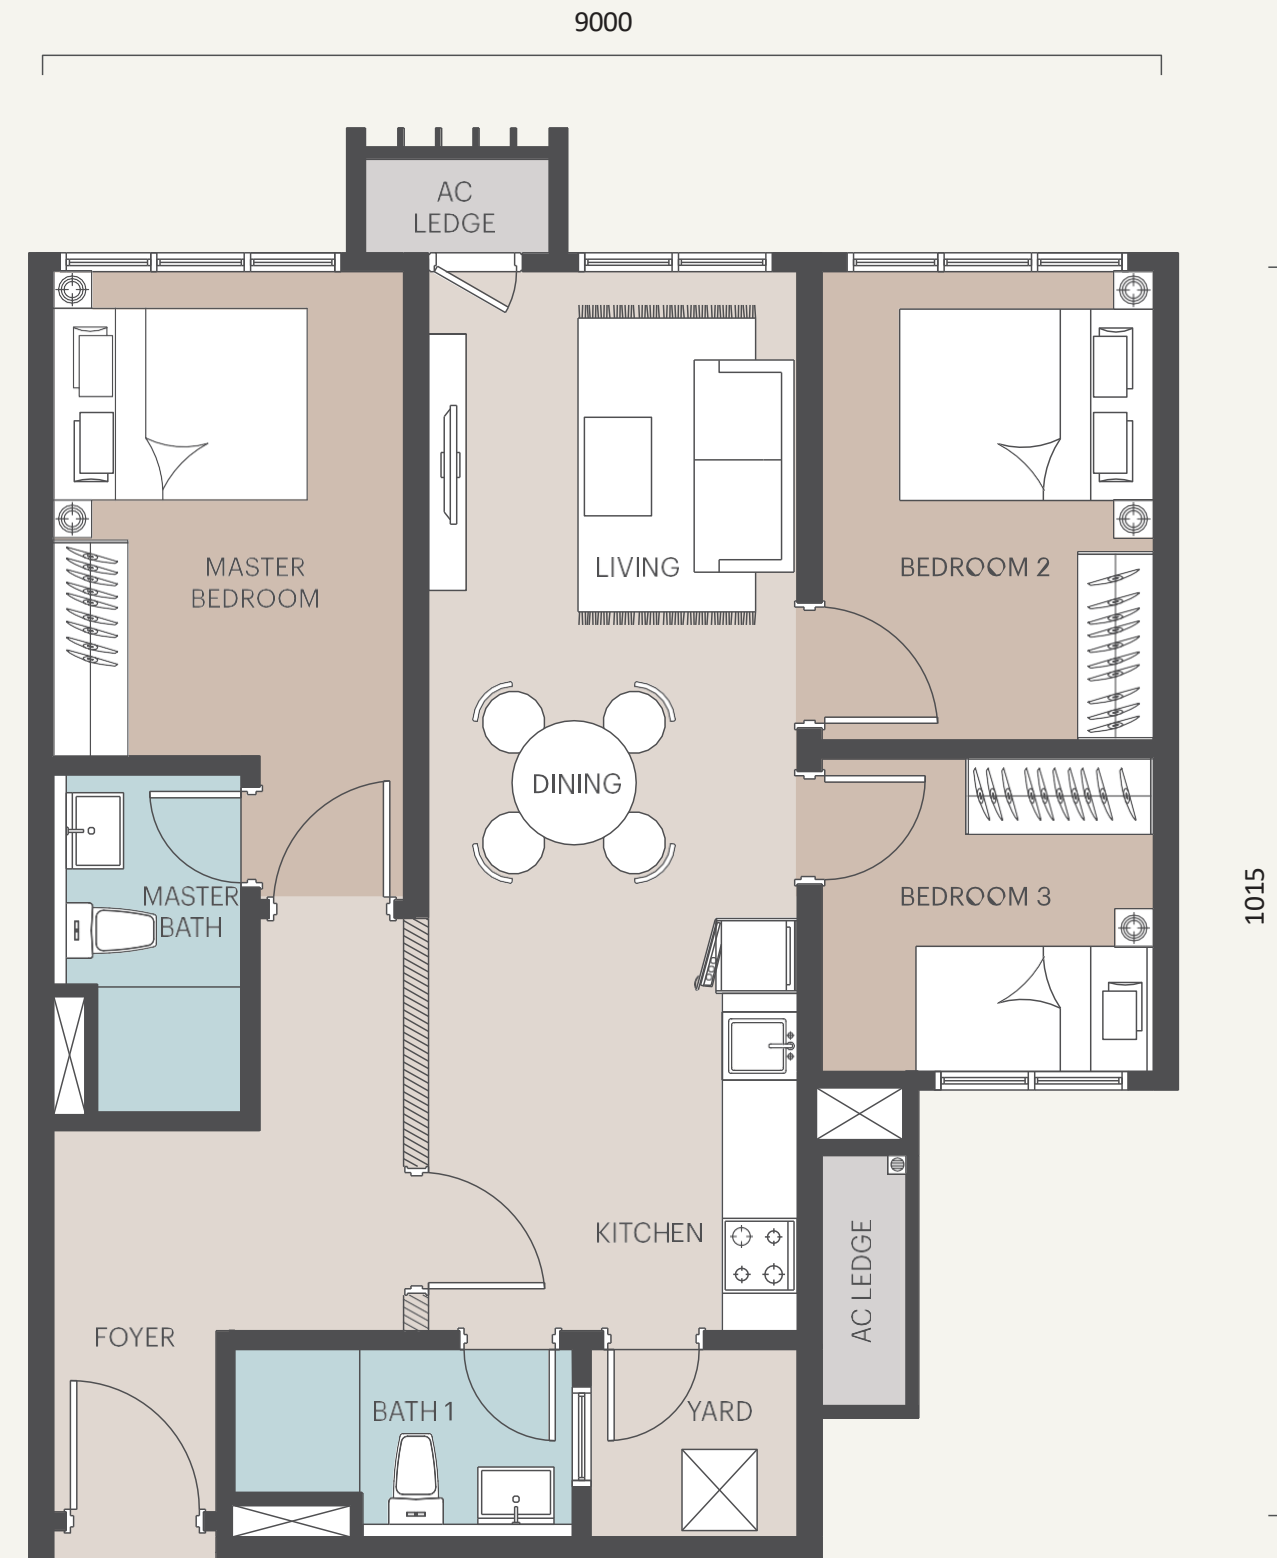 9000
AC
LEDGE
MASTER
BEDROOM
LIVING
BEDROOM 2
DINING
MASTER
BATH
BEDROOM 3
1015
KITCHEN
AC LEDGE
FOYER
BATH 1
YARD